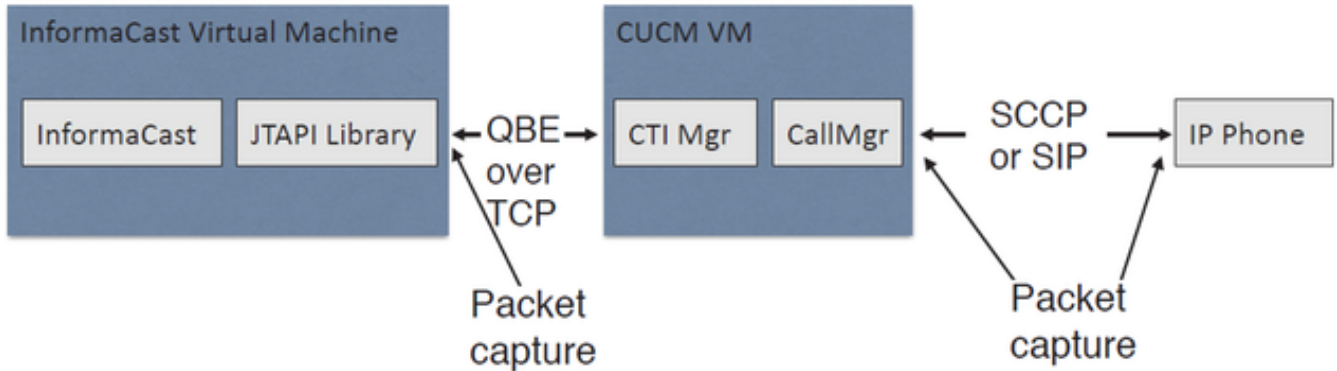 InformaCast Virtual Machine
InformaCast
JTAPI Library
QBE
over
TCP
CUCM VM
CTI Mgr
CallMgr
SCCP
or SIP
IP Phone
Packet
capture
Packet
capture